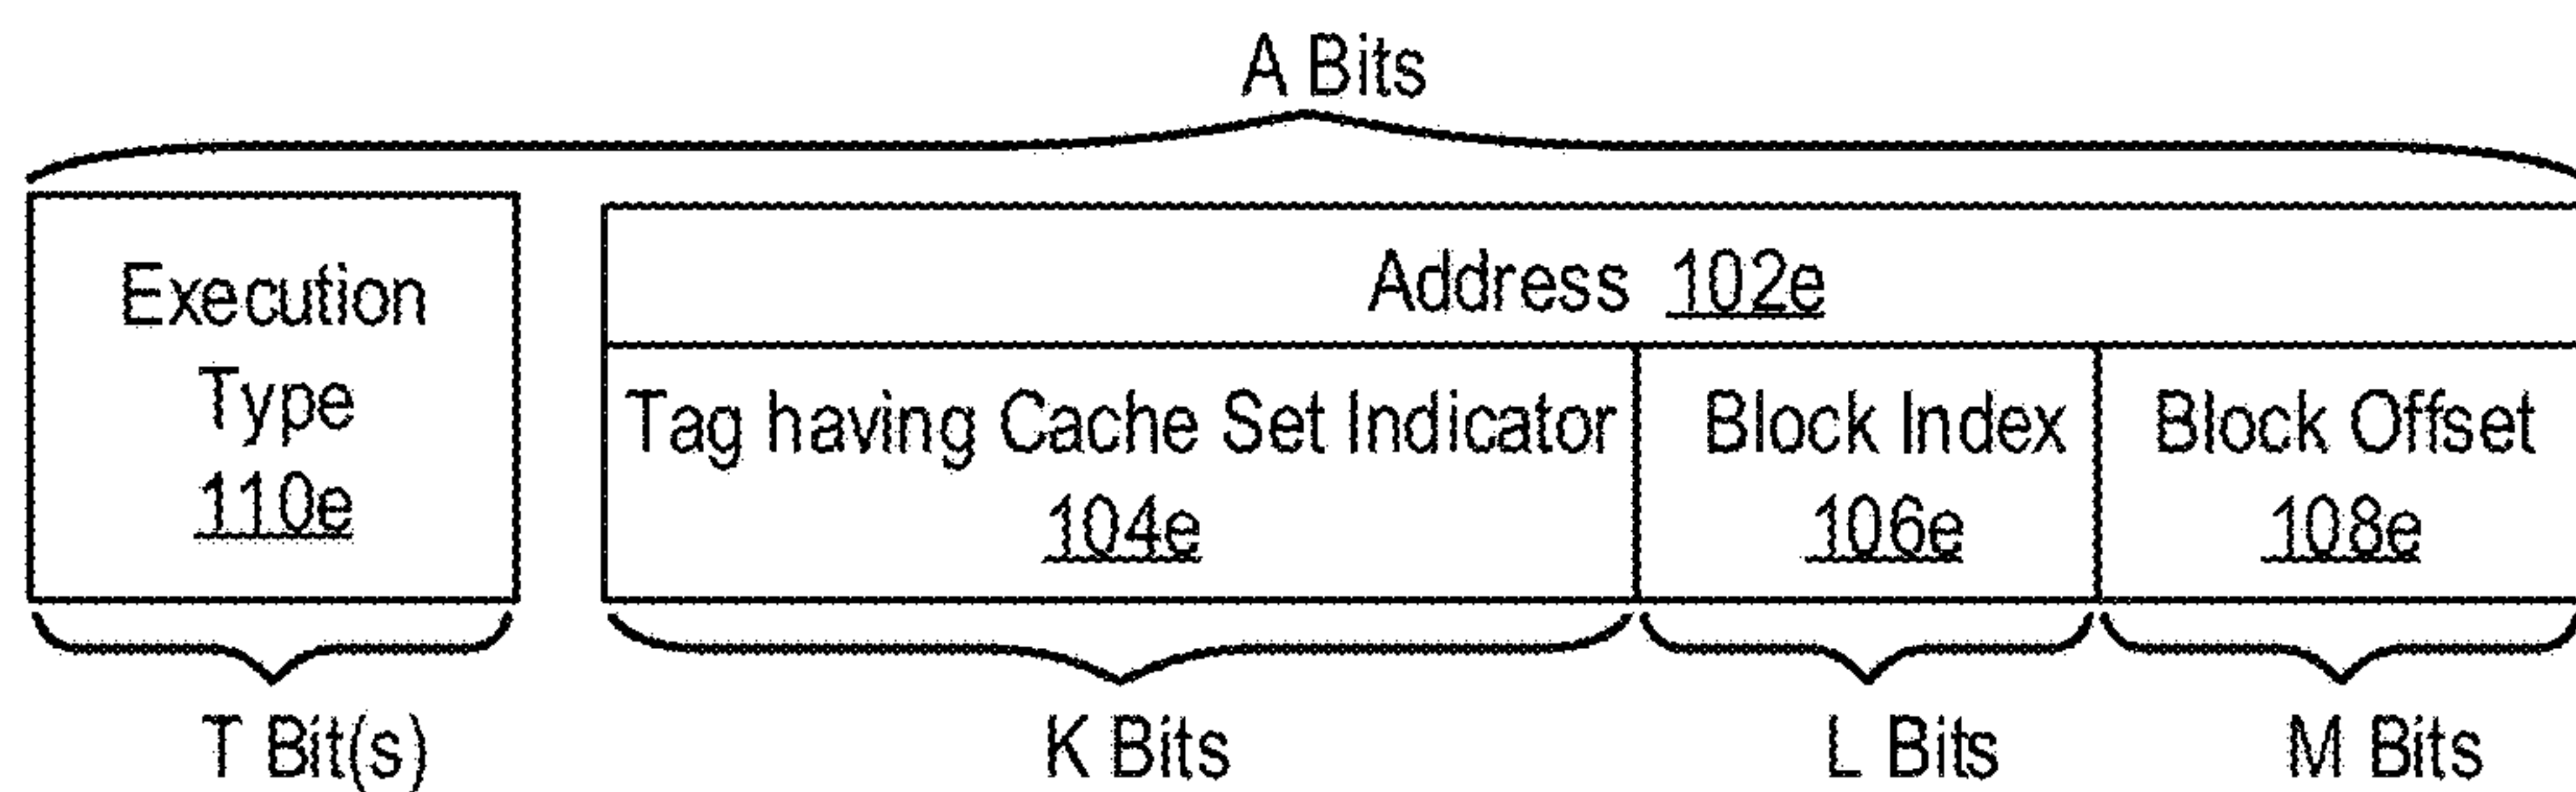 A Bits
Execution
Type
110e
Address 102e
Tag having Cache Set Indicator
104e
Block Index
106e
Block Offset
108e
T Bit(s)
K Bits
L Bits
M Bits